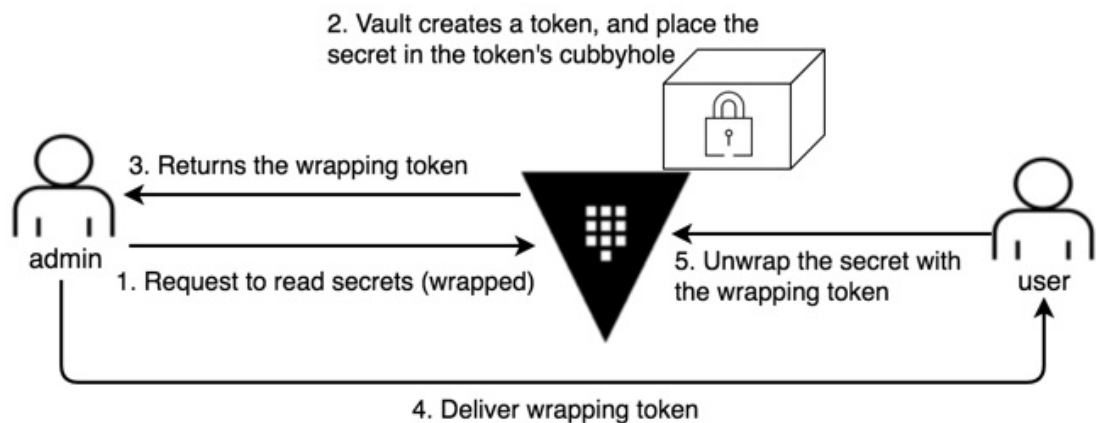 2. Vault creates a token, and place the
secret in the token's cubbyhole
3. Returns the wrapping token
admin
1. Request to read secrets (wrapped)
5. Unwrap the secret with
the wrapping token
user
4. Deliver wrapping token